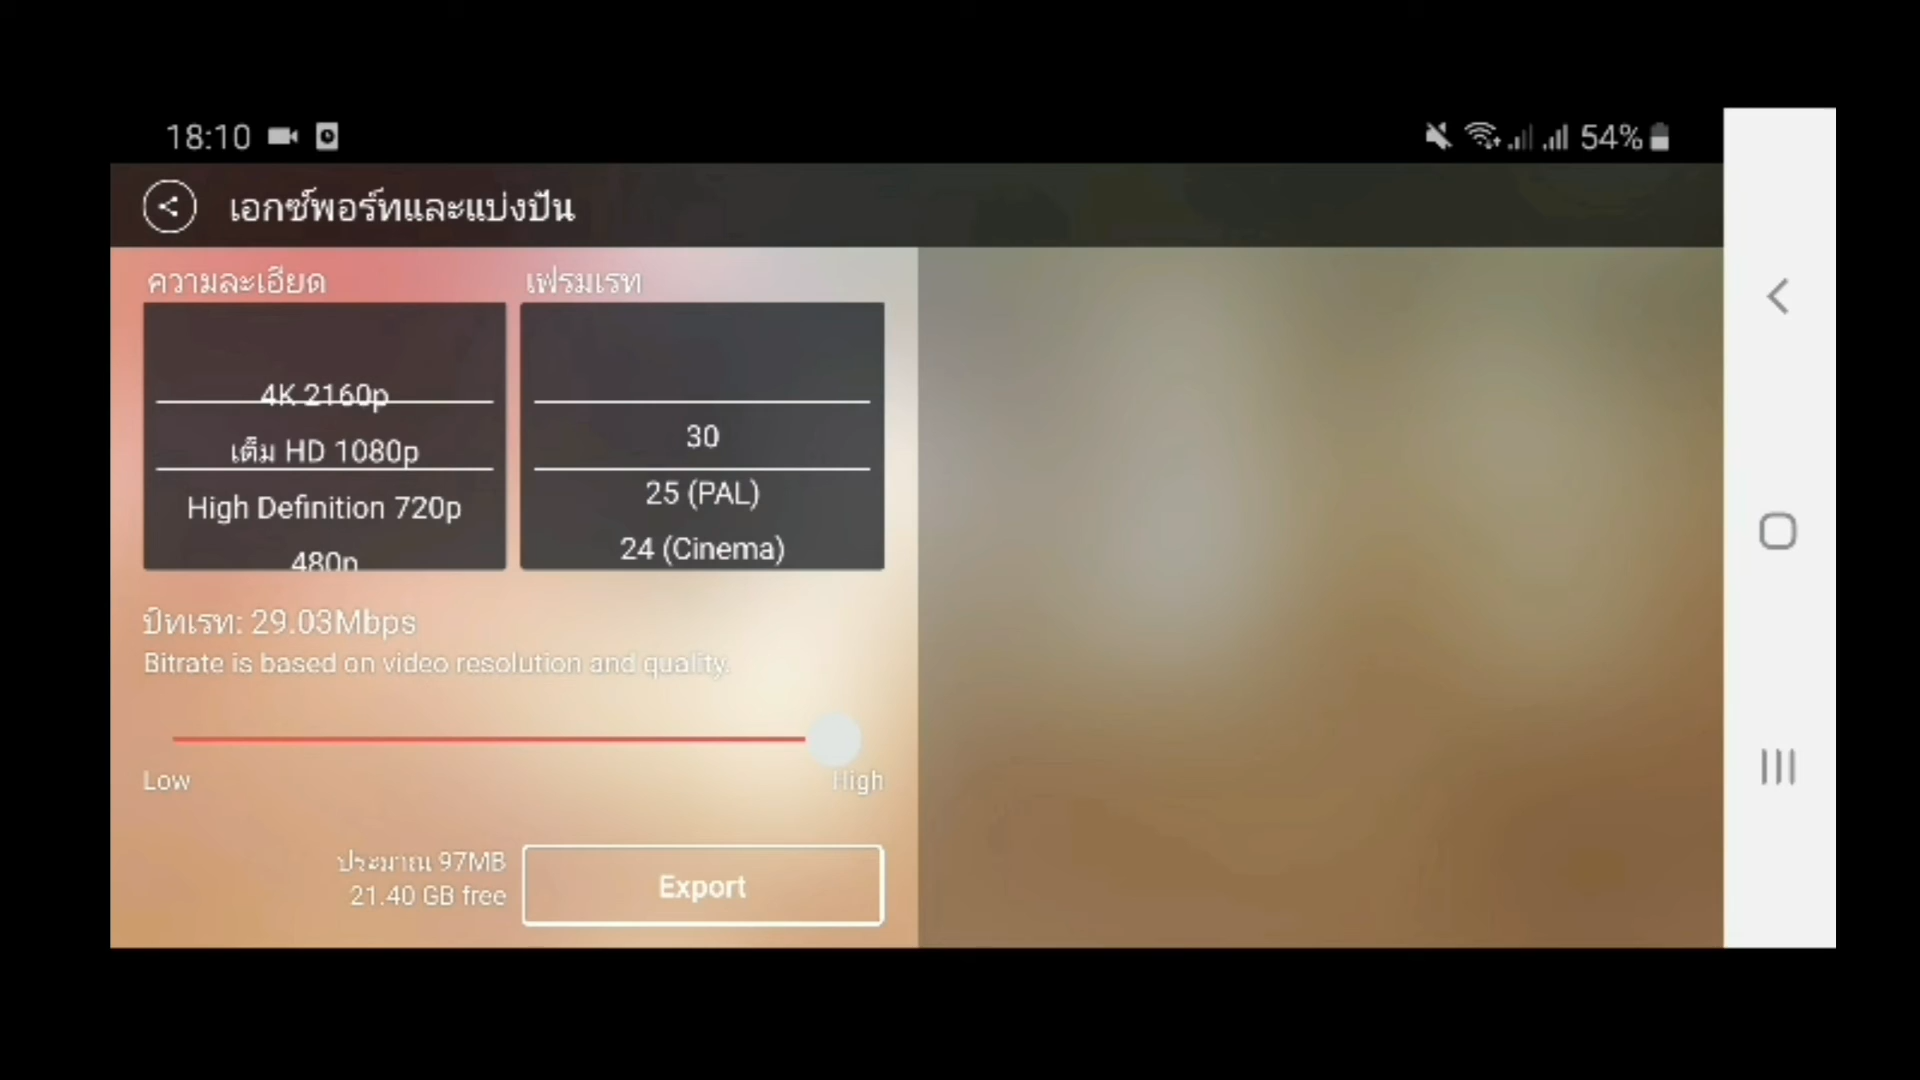 18:10
54%
เอกซ์พอร์ทและแบ่งปัน
ความละเอียด
เฟรมเรท
4K 2160p
เต็ม HD 1080p
High Definition 720p
480p
30
25 (PAL)
24 (Cinema)
บิทเรท: 29.03Mbps
Bitrate is based on video resolution and quality.
Low
High
ประมาณ 97MB
21.40 GB free
Export